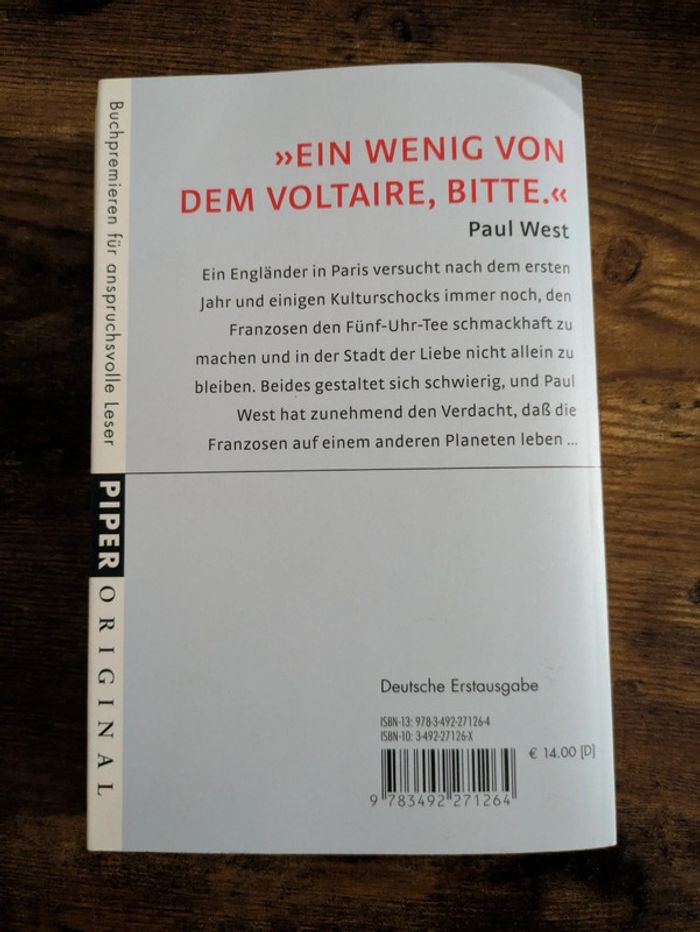 »EIN WENIG VON
DEM VOLTAIRE, BITTE.«
Paul West
Ein Engländer in Paris versucht nach dem ersten
Jahr und einigen Kulturschocks immer noch, den
Franzosen den Fünf-Uhr-Tee schmackhaft zu
machen und in der Stadt der Liebe nicht allein zu
bleiben. Beides gestaltet sich schwierig, und Paul
West hat zunehmend den Verdacht, daß die
Franzosen auf einem anderen Planeten leben ...
Deutsche Erstausgabe
ISBN-13: 978-3-492-27126-4
ISBN-10: 3-492-27126-X
€ 14.00 [D]
9 783492 271264
Buchpremieren für anspruchsvolle Leser
PIPER ORIGINAL